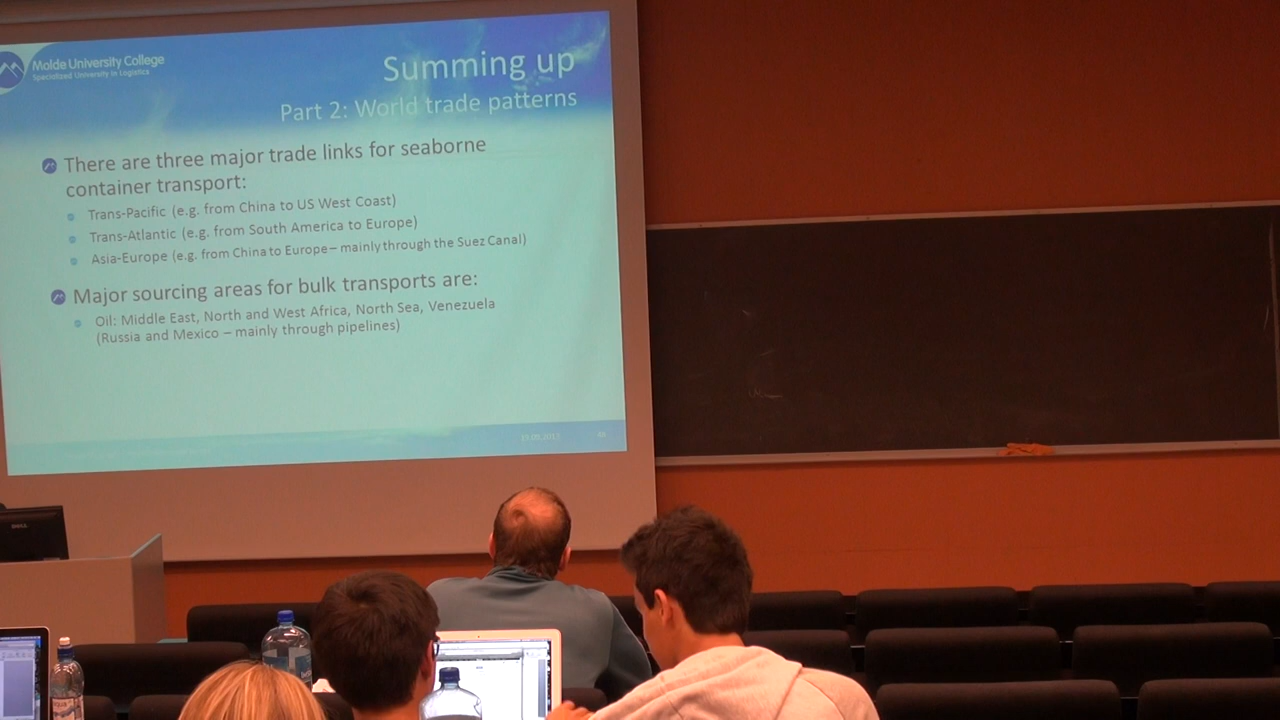 Molde University College
Specialized University in Logistics
Summing up
Part 2: World trade patterns
There are three major trade links for seaborne
container transport:
Trans-Pacific (e.g. from China to US West Coast)
Trans-Atlantic (e.g. from South America to Europe)
Asia-Europe (e.g. from China to Europe – mainly through the Suez Canal)
Major sourcing areas for bulk transports are:
Oil: Middle East, North and West Africa, North Sea, Venezuela
(Russia and Mexico – mainly through pipelines)
DELL